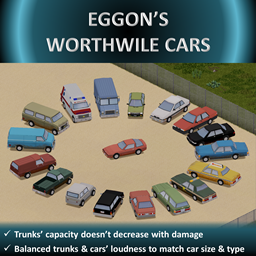 EGGON'S
WORTHWILE CARS
✓ Trunks' capacity doesn't decrease with damage
✓ Balanced trunks & cars' loudness to match car size & type